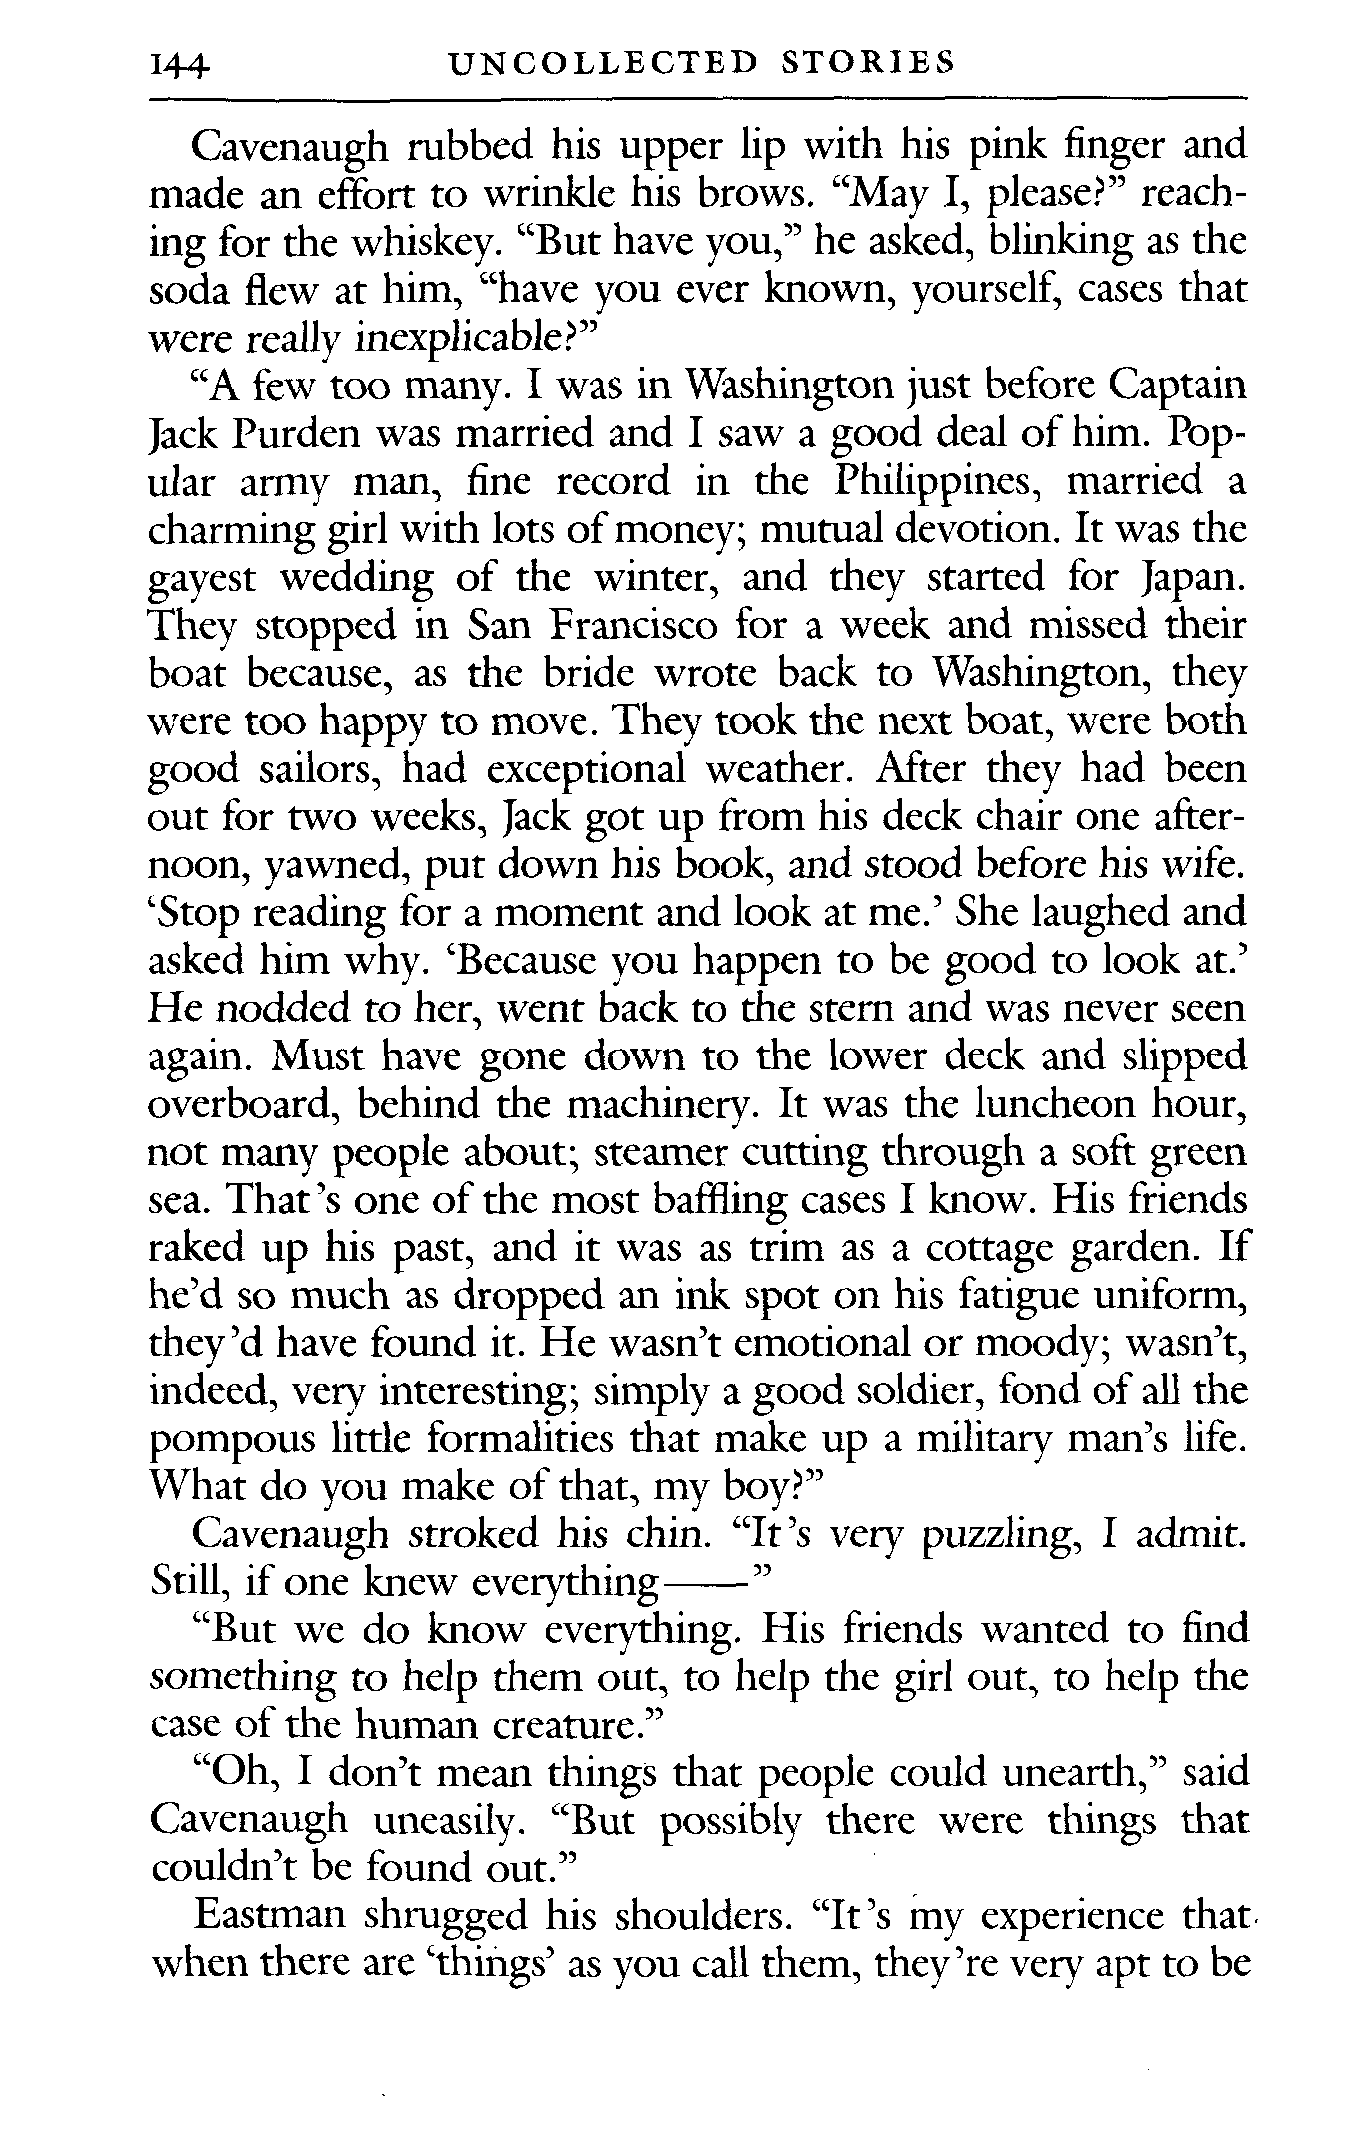 144 UNCOLLECTED STORIES
Cavenaugh rubbed his upper lip with his pink finger and
made an effort to wrinkle his brows. “May I, please?” reach-
ing for the whiskey. “But have you,” he asked, blinking as the
soda flew at him, “have you ever known, yourself, cases that
were really inexplicable?”
“A few too many. I was in Washington just before Captain
Jack Purden was married and I saw a good deal of him. Pop-
ular army man, fine record in the Philippines, married a
charming girl with lots of money; mutual devotion. It was the
gayest wedding of the winter, and they started for Japan.
They stopped in San Francisco for a week and missed their
boat because, as the bride wrote back to Washington, they
were too happy to move. They took the next boat, were both
good sailors, had exceptional weather. After they had been
out for two weeks, Jack got up from his deck chair one after-
noon, yawned, put down his book, and stood before his wife.
‘Stop reading for a moment and look at me.’ She laughed and
asked him why. ‘Because you happen to be good to look at.’
He nodded to her, went back to the stern and was never seen
again. Must have gone down to the lower deck and slipped
overboard, behind the machinery. It was the luncheon hour,
not many people about; steamer cutting through a soft green
sea. That’s one of the most baffling cases I know. His friends
raked up his past, and it was as trim as a cottage garden. If
he’d so much as dropped an ink spot on his fatigue uniform,
they’d have found it. He wasn’t emotional or moody; wasn’t,
indeed, very interesting; simply a good soldier, fond of all the
pompous little formalities that make up a military man’s life.
What do you make of that, my boy?”
Cavenaugh stroked his chin. “It’s very puzzling, I admit.
Still, if one knew everything——”
“But we do know everything. His friends wanted to find
something to help them out, to help the girl out, to help the
case of the human creature.”
“Oh, I don’t mean things that people could unearth,” said
Cavenaugh uneasily. “But possibly there were things that
couldn’t be found out.”
Eastman shrugged his shoulders. “It’s my experience that
when there are ‘things’ as you call them, they’re very apt to be